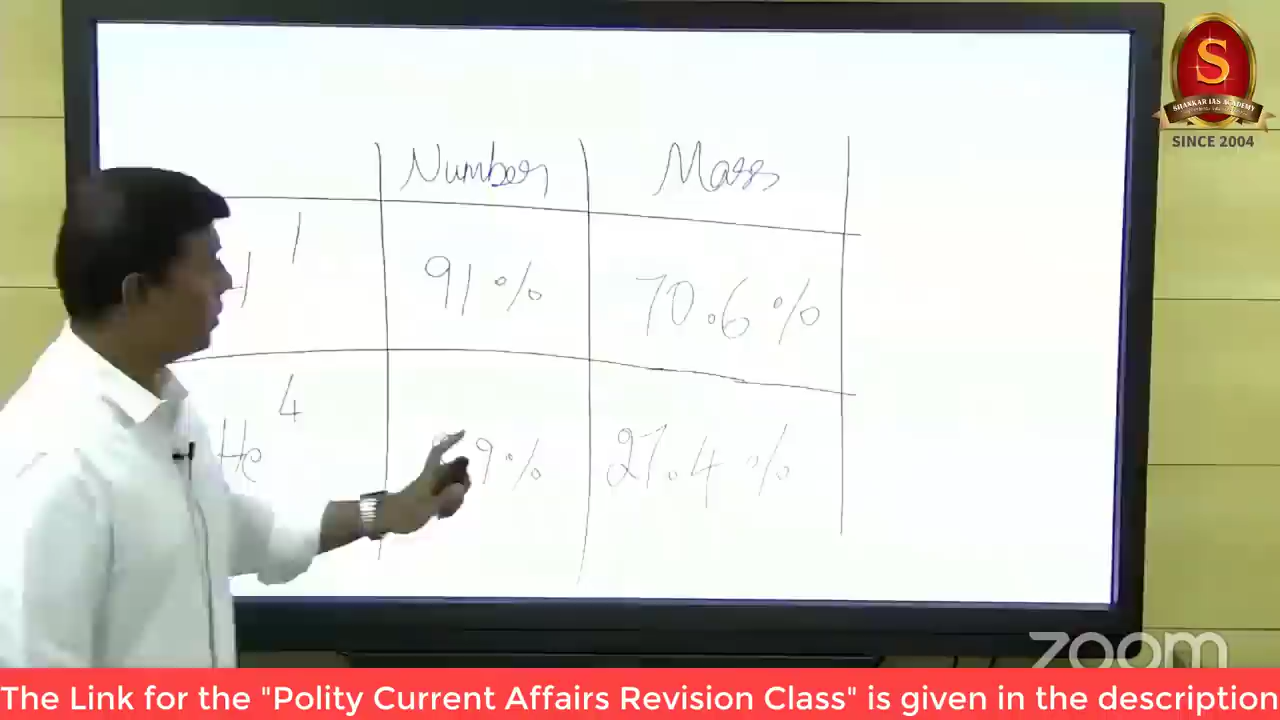 S
SHANKAR IAS ACADEMY
SINCE 2004
Number Mass
H 1 91% 70.6%
He 4 9% 27.4%
zoom
The Link for the "Polity Current Affairs Revision Class" is given in the description